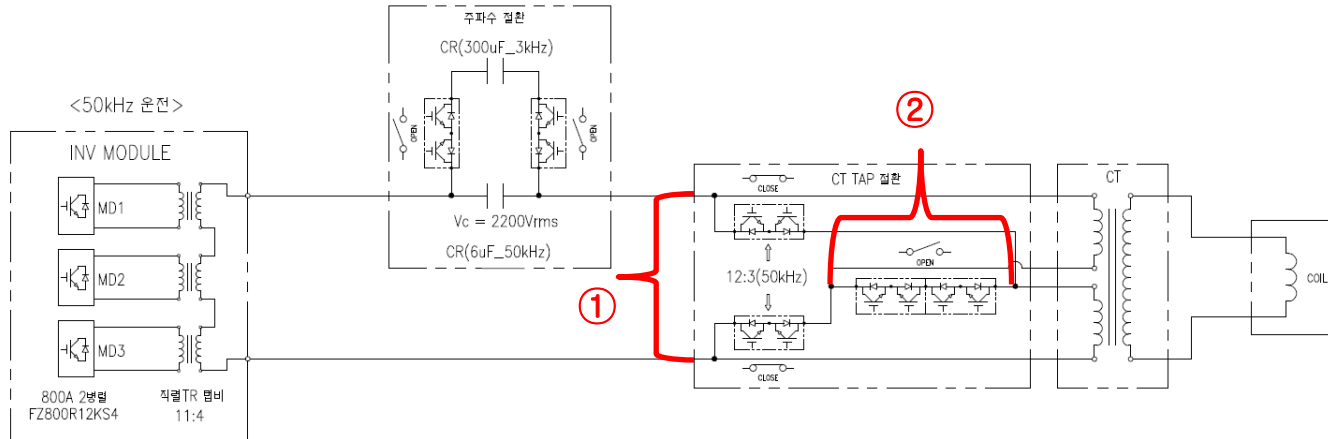 주파수 절환
CR(300uF_3kHz)
OPEN
OPEN
Vc = 2200Vrms
CR(6uF_50kHz)
<50kHz 운전>
INV MODULE
MD1
MD2
MD3
800A 2병렬
FZ800R12KS4
직렬TR 탭비
11:4
①
②
CT TAP 절환
CLOSE
12:3(50kHz)
OPEN
CLOSE
CT
COIL